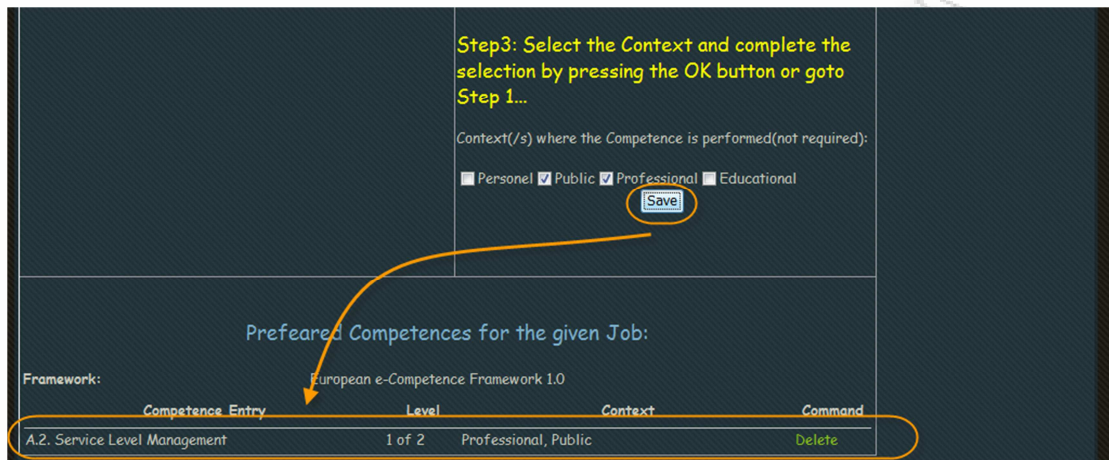 Step3: Select the Context and complete the
selection by pressing the OK button or goto
Step 1...
Context(/s) where the Competence is performed(not required):
Personel Public Professional Educational
Save
Prefeared Competences for the given Job:
Framework: European e-Competence Framework 1.0
Competence Entry Level Context Command
A.2. Service Level Management 1 of 2 Professional, Public Delete